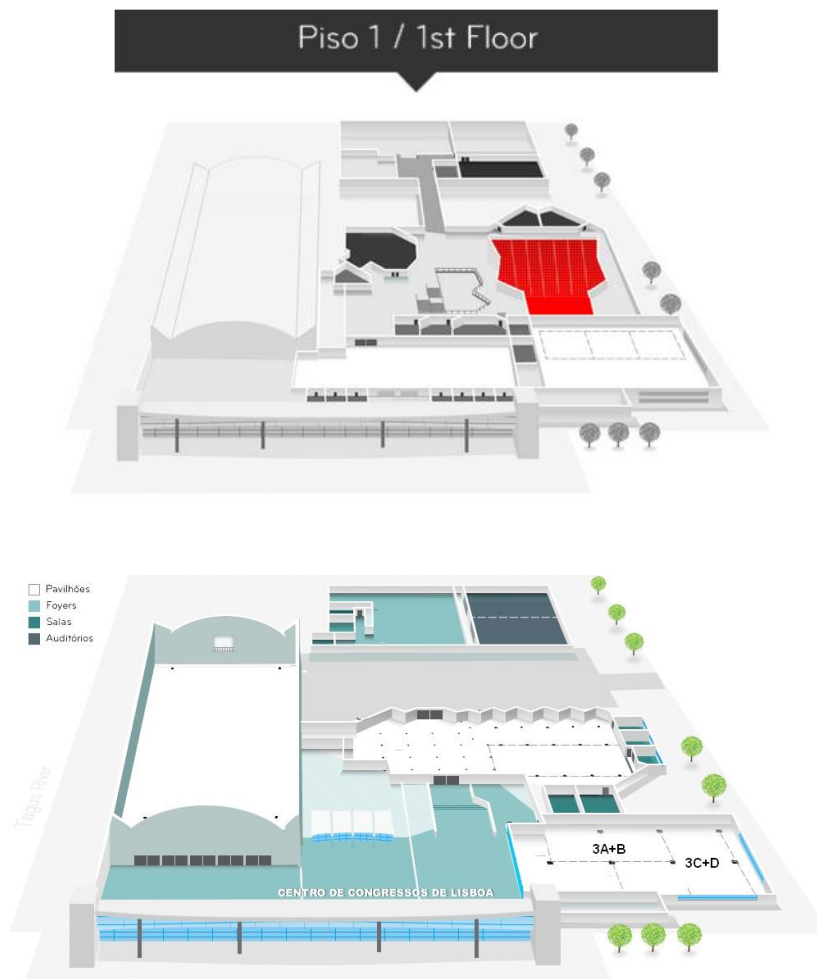 Piso 1 / 1st Floor
Pavilhões
Foyers
Salas
Auditórios
Tagus River
3A+B
3C+D
CENTRO DE CONGRESSOS DE LISBOA